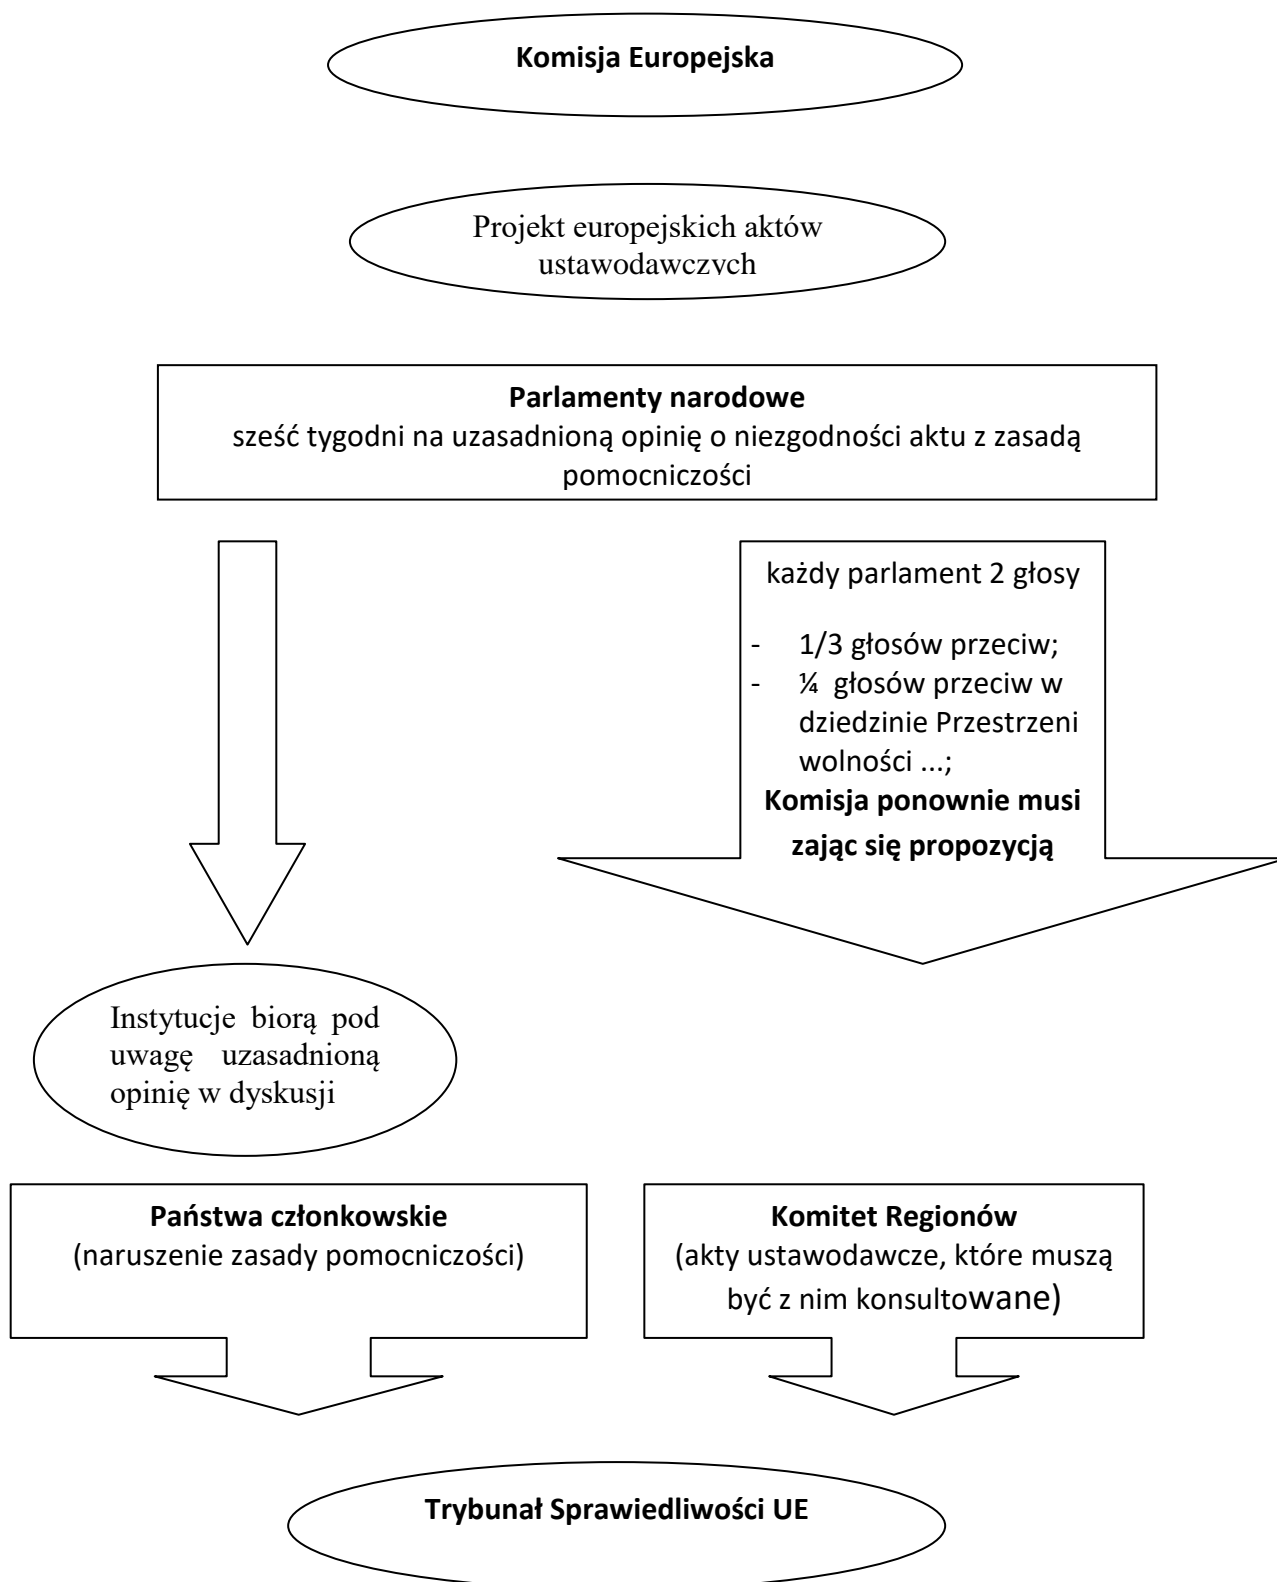 Komisja Europejska
Projekt europejskich aktów
ustawodawczych
Parlamenty narodowe
sześć tygodni na uzasadnioną opinię o niezgodności aktu z zasadą
pomocniczości
każdy parlament 2 głosy
- 1/3 głosów przeciw;
- ¼ głosów przeciw w
dziedzinie Przestrzeni
wolności ...;
Komisja ponownie musi
zając się propozycją
Instytucje biorą pod
uwagę uzasadnioną
opinię w dyskusji
Państwa członkowskie
(naruszenie zasady pomocniczości)
Komitet Regionów
(akty ustawodawcze, które muszą
być z nim konsultowane)
Trybunał Sprawiedliwości UE